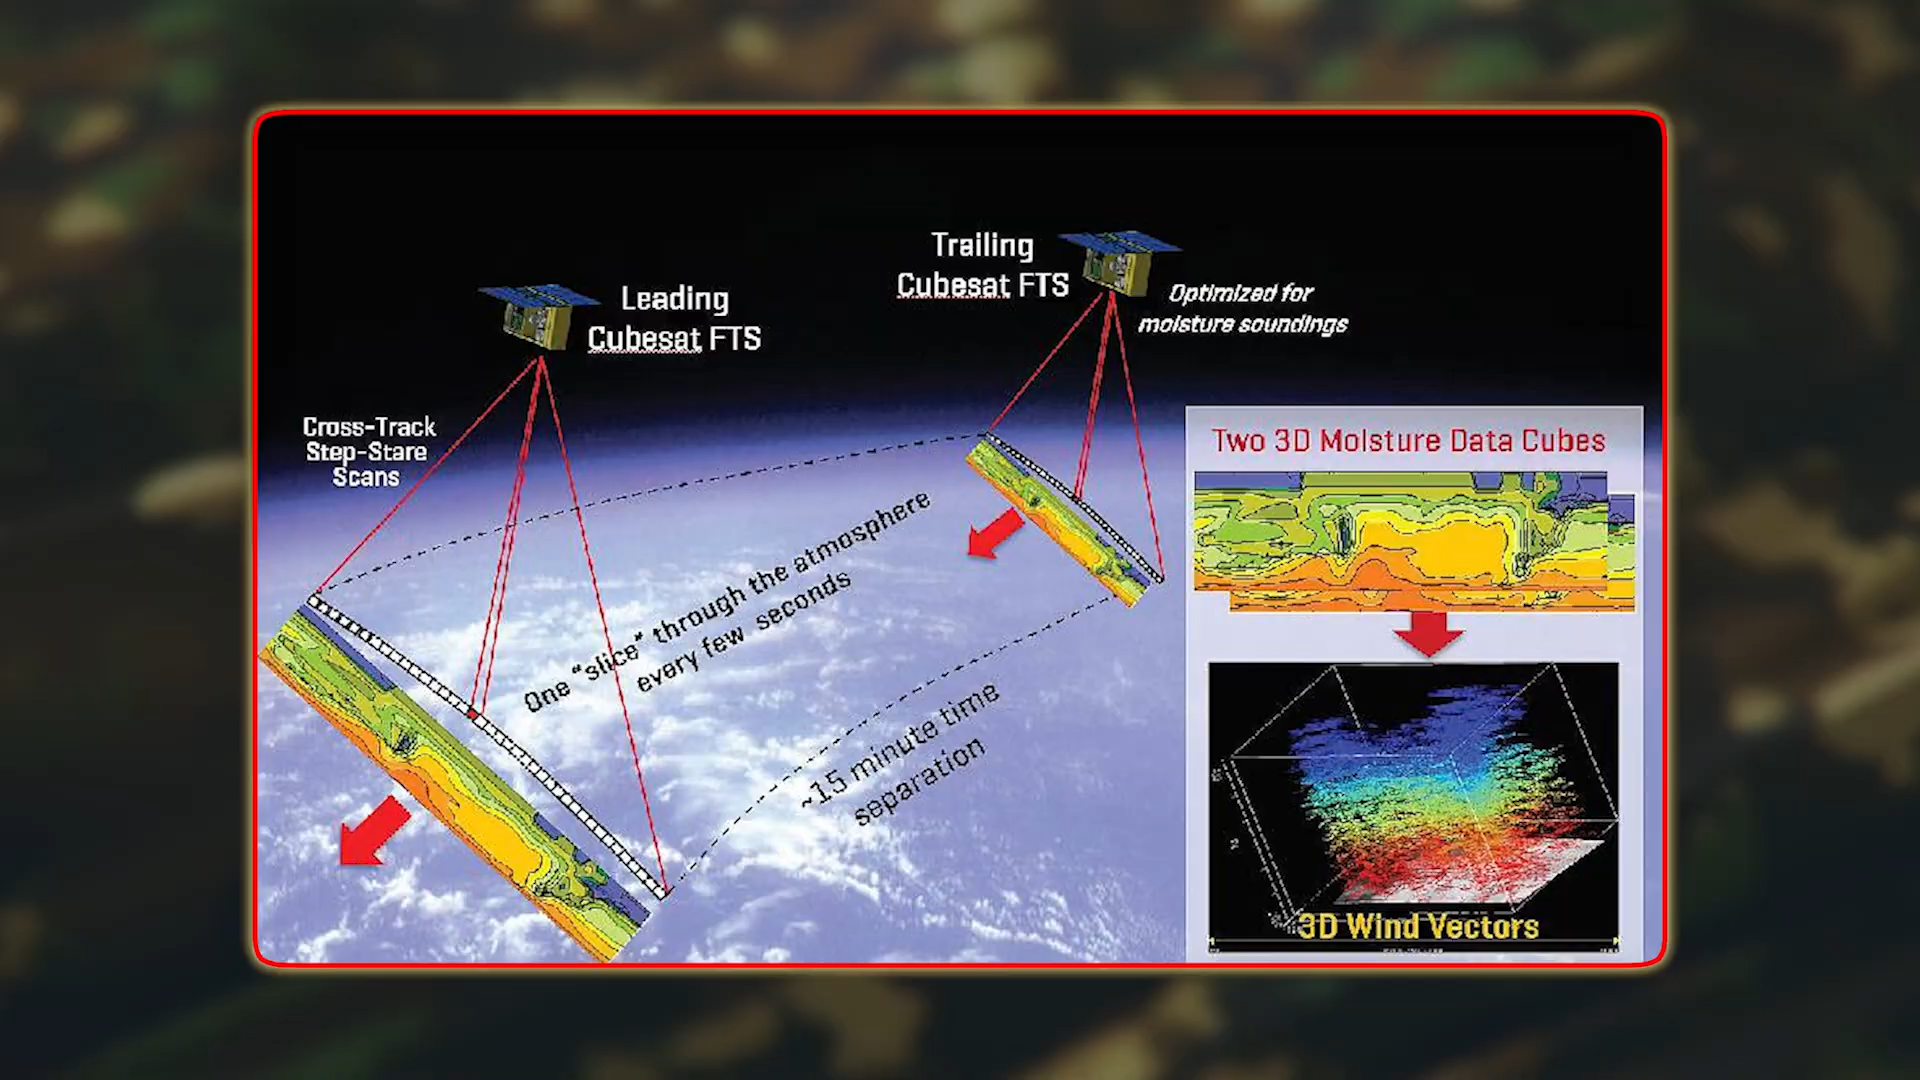 Leading
Cubesat FTS
Trailing
Cubesat FTS
Optimized for
moisture soundings
Cross-Track
Step-Stare
Scans
One "slice" through the atmosphere
every few seconds
~15 minute time
separation
Two 3D Moisture Data Cubes
3D Wind Vectors